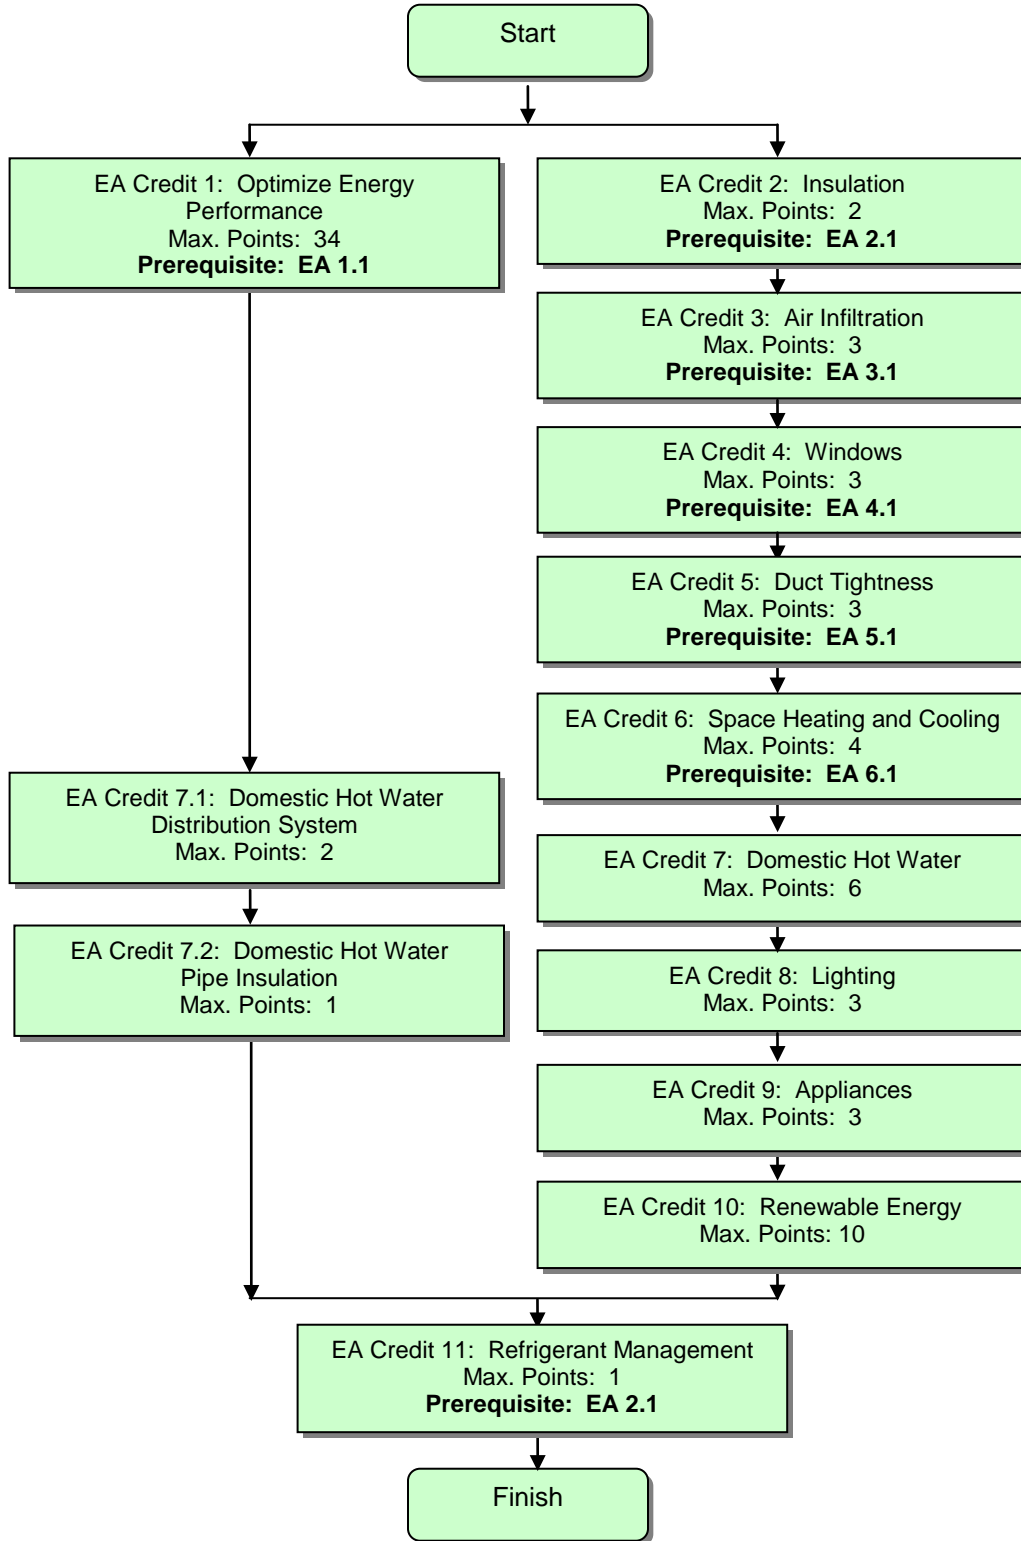 Start
EA Credit 1:  Optimize Energy
Performance
Max. Points:  34
Prerequisite:  EA 1.1
EA Credit 7.1:  Domestic Hot Water
Distribution System
Max. Points:  2
EA Credit 7.2:  Domestic Hot Water
Pipe Insulation
Max. Points:  1
EA Credit 2:  Insulation
Max. Points:  2
Prerequisite:  EA 2.1
EA Credit 3:  Air Infiltration
Max. Points:  3
Prerequisite:  EA 3.1
EA Credit 4:  Windows
Max. Points:  3
Prerequisite:  EA 4.1
EA Credit 5:  Duct Tightness
Max. Points:  3
Prerequisite:  EA 5.1
EA Credit 6:  Space Heating and Cooling
Max. Points:  4
Prerequisite:  EA 6.1
EA Credit 7:  Domestic Hot Water
Max. Points:  6
EA Credit 8:  Lighting
Max. Points:  3
EA Credit 9:  Appliances
Max. Points:  3
EA Credit 10:  Renewable Energy
Max. Points: 10
EA Credit 11:  Refrigerant Management
Max. Points:  1
Prerequisite:  EA 2.1
Finish